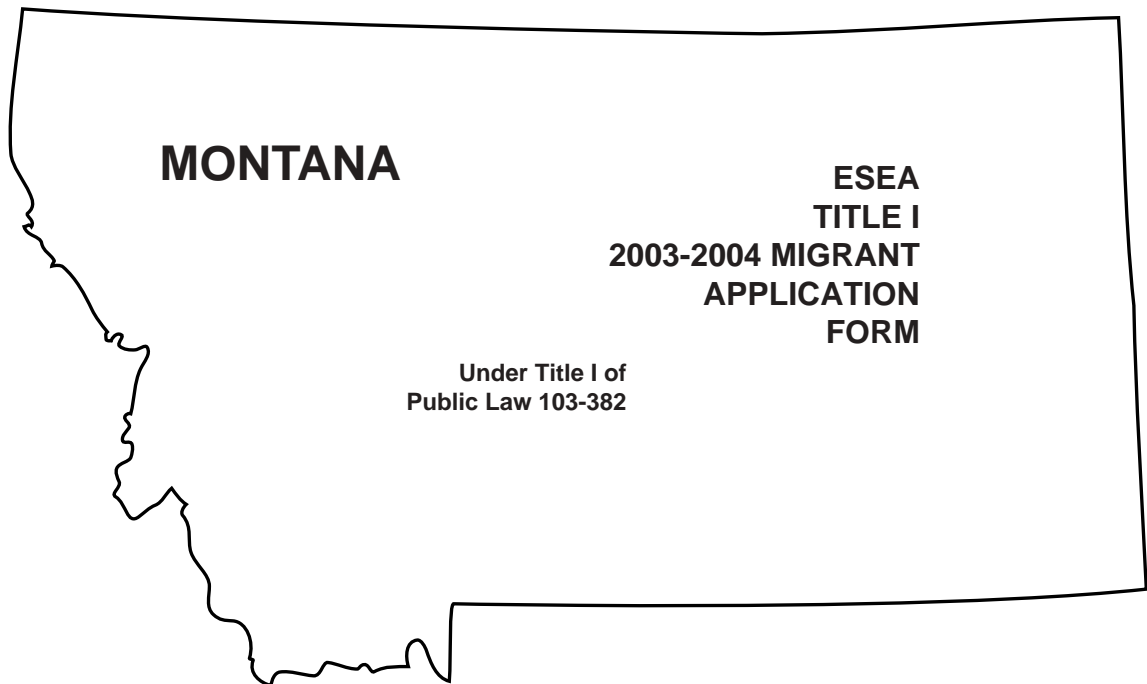 MONTANA
ESEA
TITLE I
2003-2004 MIGRANT
APPLICATION
FORM
Under Title I of
Public Law 103-382